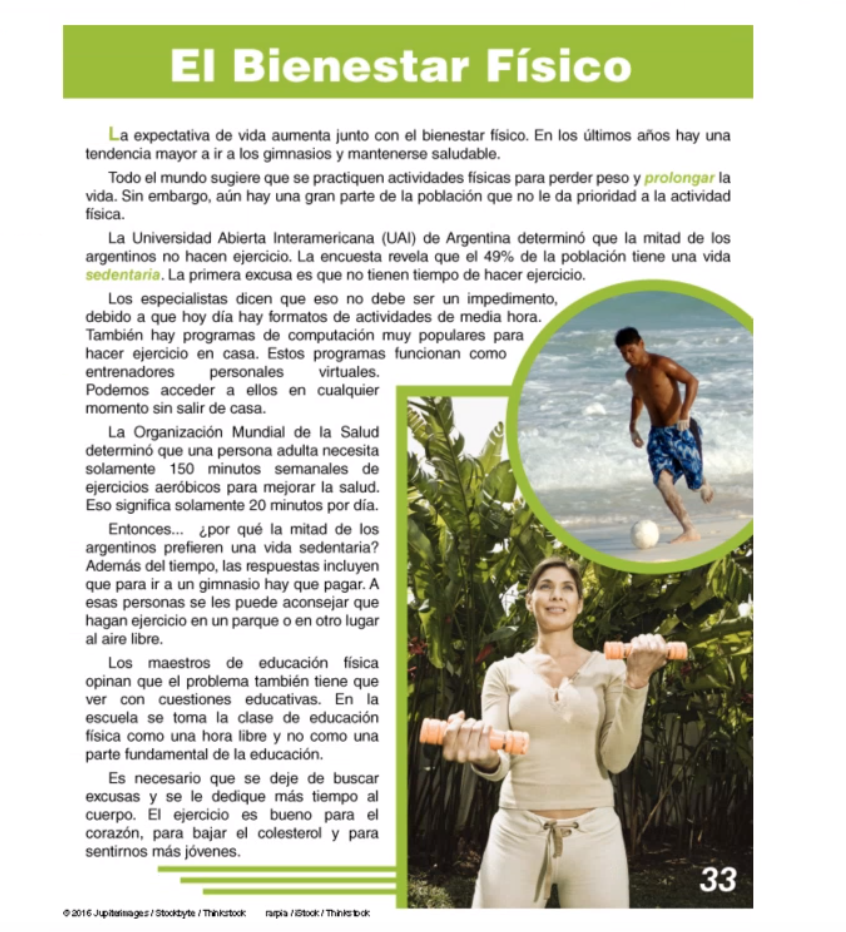 El Bienestar Físico
La expectativa de vida aumenta junto con el bienestar físico. En los últimos años hay una
tendencia mayor a ir a los gimnasios y mantenerse saludable.
Todo el mundo sugiere que se practiquen actividades físicas para perder peso y prolongar la
vida. Sin embargo, aún hay una gran parte de la población que no le da prioridad a la actividad
física.
La Universidad Abierta Interamericana (UAI) de Argentina determinó que la mitad de los
argentinos no hacen ejercicio. La encuesta revela que el 49% de la población tiene una vida
sedentaria. La primera excusa es que no tienen tiempo de hacer ejercicio.
Los especialistas dicen que eso no debe ser un impedimento,
debido a que hoy día hay formatos de actividades de media hora.
También hay programas de computación muy populares para
hacer ejercicio en casa. Estos programas funcionan como
entrenadores personales virtuales.
Podemos acceder a ellos en cualquier
momento sin salir de casa.
La Organización Mundial de la Salud
determinó que una persona adulta necesita
solamente 150 minutos semanales de
ejercicios aeróbicos para mejorar la salud.
Eso significa solamente 20 minutos por día.
Entonces... ¿por qué la mitad de los
argentinos prefieren una vida sedentaria?
Además del tiempo, las respuestas incluyen
que para ir a un gimnasio hay que pagar. A
esas personas se les puede aconsejar que
hagan ejercicio en un parque o en otro lugar
al aire libre.
Los maestros de educación física
opinan que el problema también tiene que
ver con cuestiones educativas. En la
escuela se toma la clase de educación
física como una hora libre y no como una
parte fundamental de la educación.
Es necesario que se deje de buscar
excusas y se le dedique más tiempo al
cuerpo. El ejercicio es bueno para el
corazón, para bajar el colesterol y para
sentirnos más jóvenes.
33
©2016 Jupiterimages / Stockbyte / Thinkstock rarpia / iStock / Thinkstock